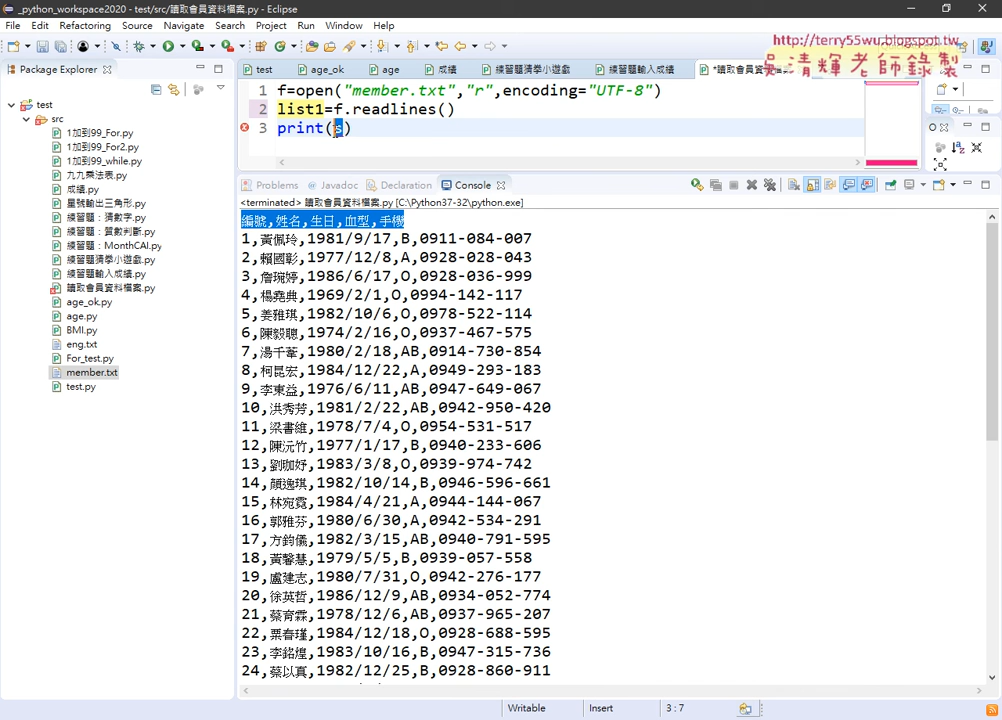 _python_workspace2020 - test/src/讀取會員資料檔案.py - Eclipse
File Edit Refactoring Source Navigate Search Project Run Window Help
http://terry55wu.blogspot.tw
吳清輝老師錄製
Package Explorer
test age_ok age 成績 練習題猜拳小遊戲 練習題輸入成績 *讀取會員資
test
src
1加到99_For.py
1加到99_For2.py
1加到99_while.py
九九乘法表.py
成績.py
星號輸出三角形.py
練習題：猜數字.py
練習題：質數判斷.py
練習題：MonthCAI.py
練習題猜拳小遊戲.py
練習題輸入成績.py
讀取會員資料檔案.py
age_ok.py
age.py
BMI.py
eng.txt
For_test.py
member.txt
test.py
1 f=open("member.txt","r",encoding="UTF-8")
2 list1=f.readlines()
3 print(s)
Problems Javadoc Declaration Console
<terminated> 讀取會員資料檔案.py [C:\Python37-32\python.exe]
編號,姓名,生日,血型,手機
1,黃佩玲,1981/9/17,B,0911-084-007
2,賴國彰,1977/12/8,A,0928-028-043
3,詹琬婷,1986/6/17,O,0928-036-999
4,楊堯典,1969/2/1,O,0994-142-117
5,姜雅琪,1982/10/6,O,0978-522-114
6,陳毅聰,1974/2/16,O,0937-467-575
7,湯千葦,1980/2/18,AB,0914-730-854
8,柯昆宏,1984/12/22,A,0949-293-183
9,李東益,1976/6/11,AB,0947-649-067
10,洪秀芳,1981/2/22,AB,0942-950-420
11,梁書維,1978/7/4,O,0954-531-517
12,陳沅竹,1977/1/17,B,0940-233-606
13,劉珈妤,1983/3/8,O,0939-974-742
14,顏逸琪,1982/10/14,B,0946-596-661
15,林宛霓,1984/4/21,A,0944-144-067
16,郭雅芬,1980/6/30,A,0942-534-291
17,方鈞儀,1982/3/15,AB,0940-791-595
18,黃馨慧,1979/5/5,B,0939-057-558
19,盧建志,1980/7/31,O,0942-276-177
20,徐英哲,1986/12/9,AB,0934-052-774
21,蔡育霖,1978/12/6,AB,0937-965-207
22,栗春瑾,1984/12/18,O,0928-688-595
23,李銘煌,1983/10/16,B,0947-315-736
24,蔡以真,1982/12/25,B,0928-860-911
Writable Insert 3 : 7